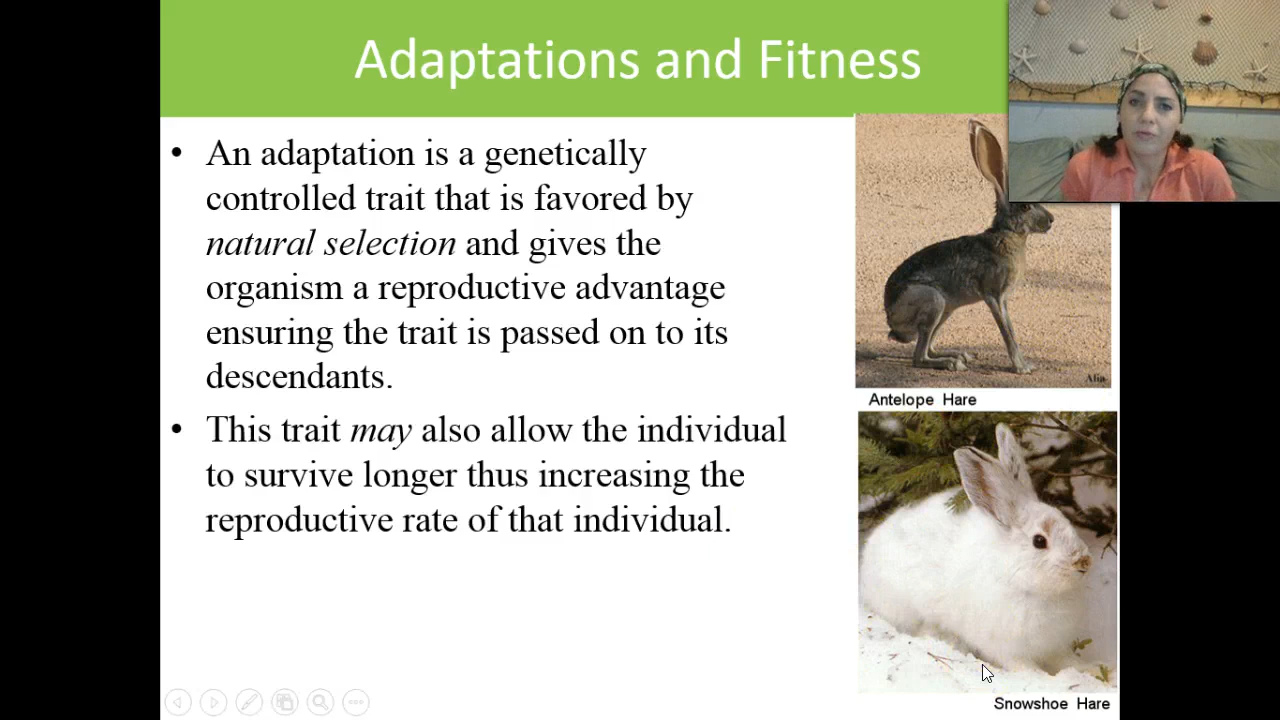 Adaptations and Fitness
• An adaptation is a genetically
controlled trait that is favored by
natural selection and gives the
organism a reproductive advantage
ensuring the trait is passed on to its
descendants.
• This trait may also allow the individual
to survive longer thus increasing the
reproductive rate of that individual.
Alia
Antelope Hare
Snowshoe Hare